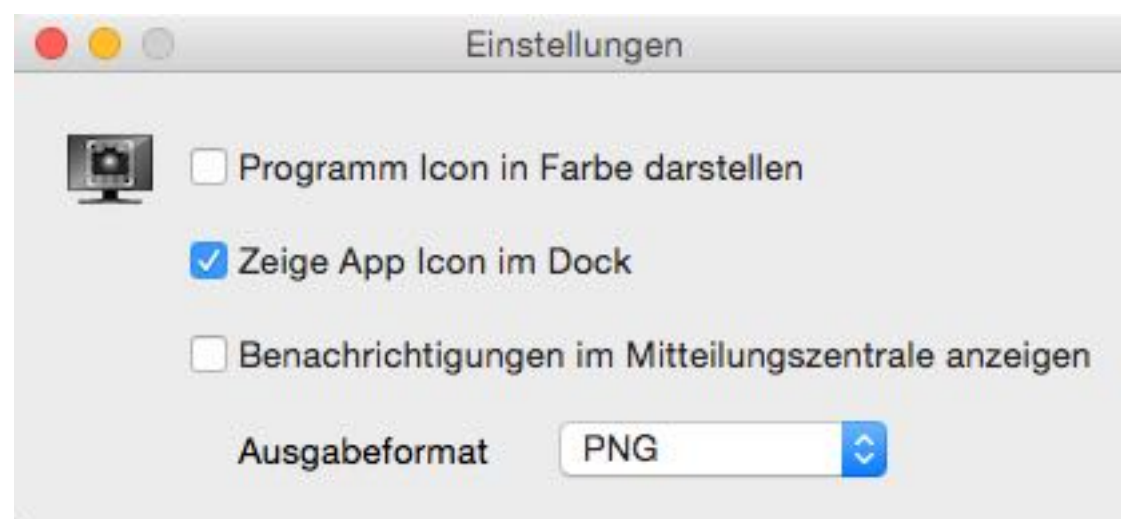 Einstellungen
Programm Icon in Farbe darstellen
Zeige App Icon im Dock
Benachrichtigungen im Mitteilungszentrale anzeigen
Ausgabeformat PNG